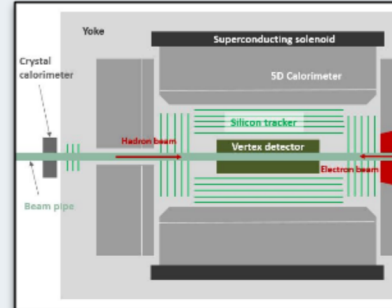 Yoke
Superconducting solenoid
Crystal
calorimeter
5D Calorimeter
Silicon tracker
Hadron beam
Vertex detector
Electron beam
Beam pipe